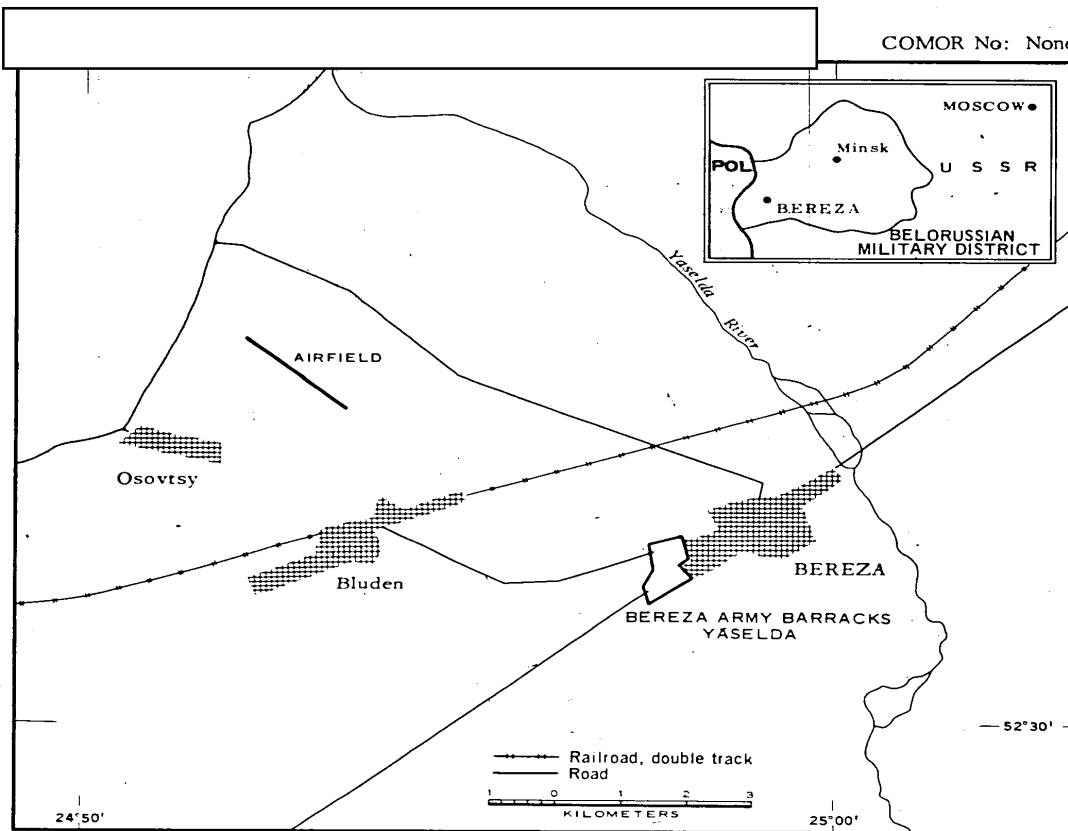 COMOR No: None
MOSCOW
Minsk
POL
U S S R
BEREZA
BELORUSSIAN
MILITARY DISTRICT
Yaselda
River
AIRFIELD
Osovtsy
Bluden
BEREZA
BEREZA ARMY BARRACKS
YASELDA
52°30'
Railroad, double track
Road
1 0 1 2 3
KILOMETERS
24°50'
25°00'